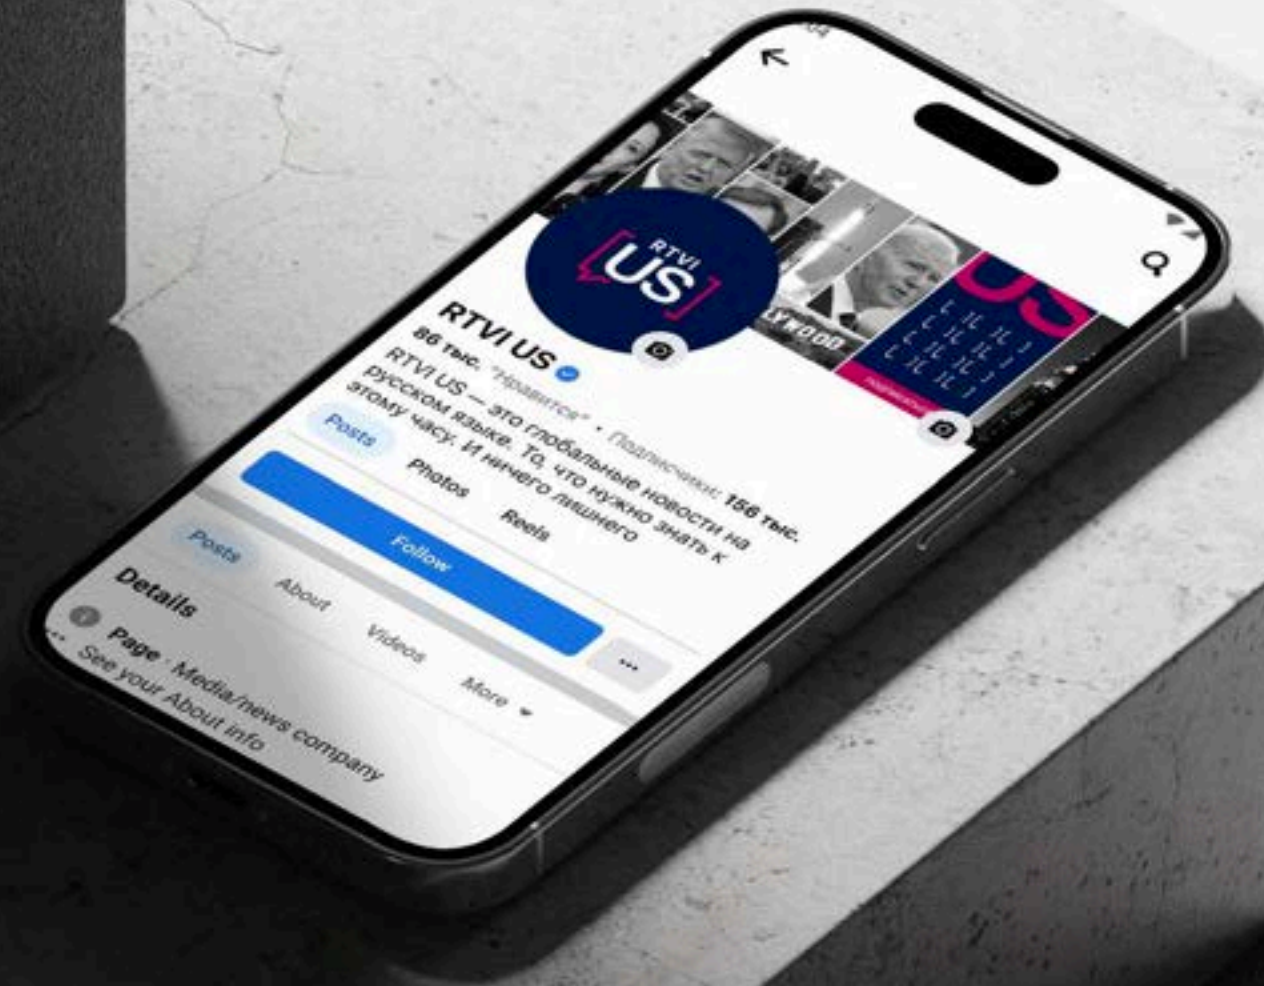 RTVI
US
LYWOOD
US
RTVI US
86 тыс. "Нравится" • Подписчики: 156 тыс.
RTVI US — это глобальные новости на
русском языке. То, что нужно знать к
этому часу. И ничего лишнего
Posts Photos Reels
Follow
...
Posts About Videos More
Details
Page · Media/news company
... See your About info